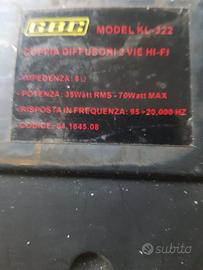 GBC MODEL KL-322
COPPIA DIFFUSORI 2 VIE HI-FI
IMPEDENZA: 8
- POTENZA: 35Watt RMS - 70Watt MAX
RISPOSTA IN FREQUENZA: 95÷20,000 HZ
CODICE: 04.1645.08
subito